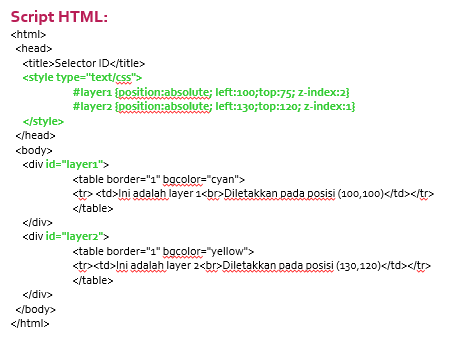 Script HTML:
<html>
<head>
<title>Selector ID</title>
<style type="text/css">
#layer1 {position:absolute; left:100;top:75; z-index:2}
#layer2 {position:absolute; left:130;top:120; z-index:1}
</style>
</head>
<body>
<div id="layer1">
<table border="1" bgcolor="cyan">
<tr> <td>Ini adalah layer 1<br>Diletakkan pada posisi (100,100)</td></tr>
</table>
</div>
<div id="layer2">
<table border="1" bgcolor="yellow">
<tr><td>Ini adalah layer 2<br>Diletakkan pada posisi (130,120)</td></tr>
</table>
</div>
</body>
</html>